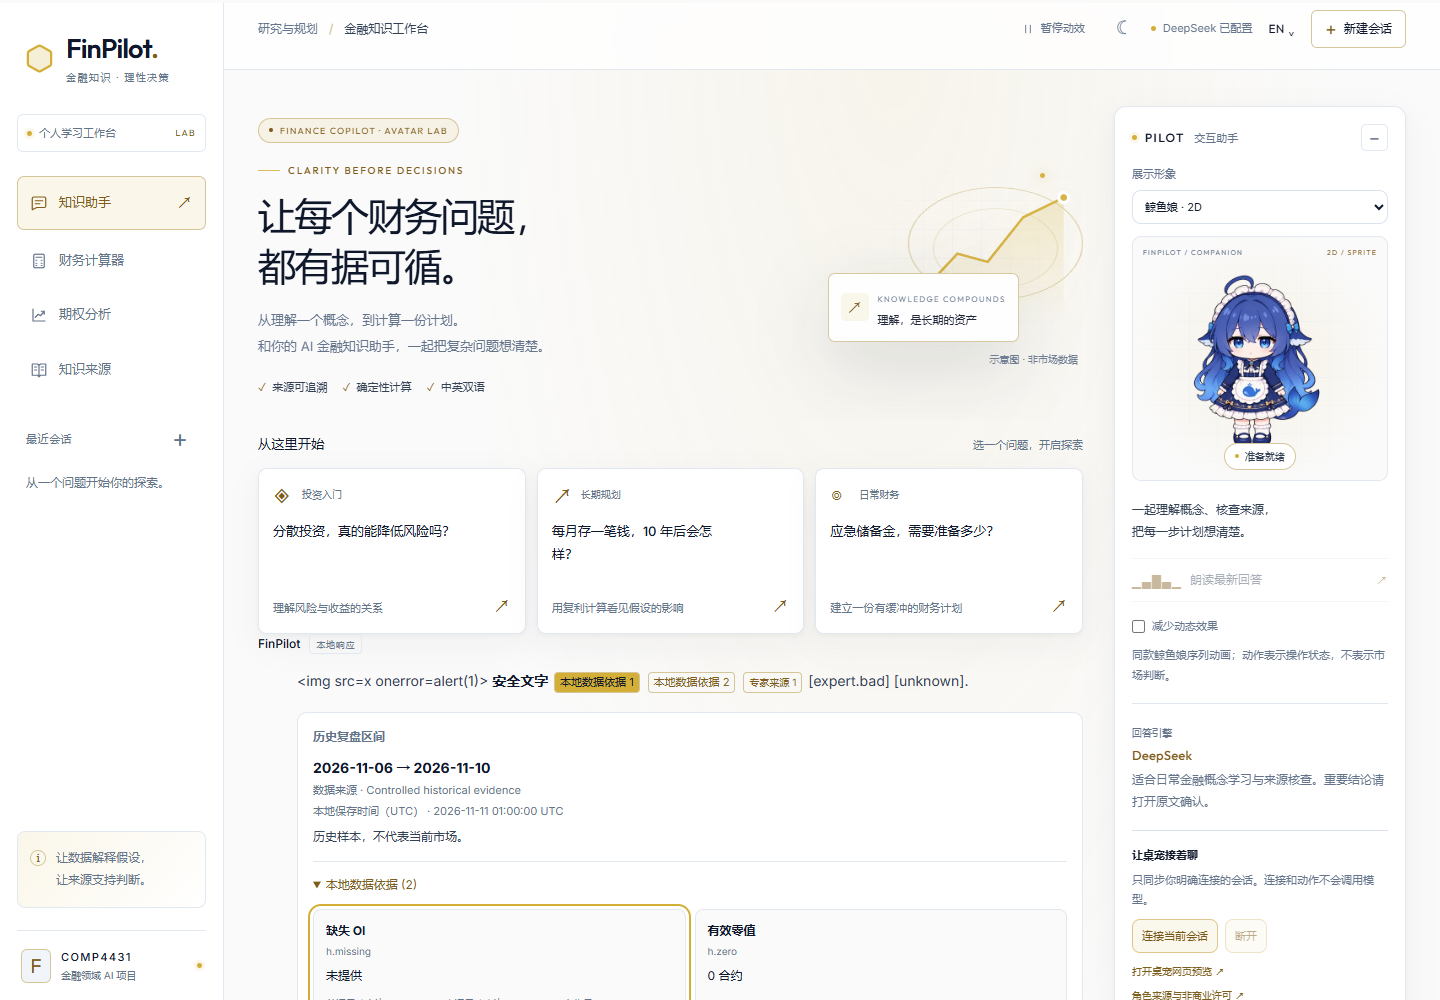 FinPilot.
金融知识 · 理性决策
个人学习工作台 LAB
知识助手
财务计算器
期权分析
知识来源
最近会话 +
从一个问题开始你的探索。
让数据解释假设，
让来源支持判断。
F
COMP4431
金融领域 AI 项目
研究与规划 / 金融知识工作台
暂停动效
DeepSeek 已配置
EN
+ 新建会话
FINANCE COPILOT · AVATAR LAB
CLARITY BEFORE DECISIONS
让每个财务问题，
都有据可循。
从理解一个概念，到计算一份计划。
和你的 AI 金融知识助手，一起把复杂问题想清楚。
✓ 来源可追溯 ✓ 确定性计算 ✓ 中英双语
KNOWLEDGE COMPOUNDS
理解，是长期的资产
示意图 · 非市场数据
从这里开始
选一个问题，开启探索
投资入门
分散投资，真的能降低风险吗？
理解风险与收益的关系
长期规划
每月存一笔钱，10 年后会怎
样？
用复利计算看见假设的影响
日常财务
应急储备金，需要准备多少？
建立一份有缓冲的财务计划
FinPilot 本地响应
<img src=x onerror=alert(1)> 安全文字 本地数据依据 1 本地数据依据 2 专家来源 1 [expert.bad] [unknown].
历史复盘区间
2026-11-06 → 2026-11-10
数据来源 · Controlled historical evidence
本地保存时间（UTC） · 2026-11-11 01:00:00 UTC
历史样本，不代表当前市场。
▼ 本地数据依据 (2)
缺失 OI
h.missing
未提供
有效零值
h.zero
0 合约
PILOT 交互助手
展示形象
鲸鱼娘 · 2D
FINPILOT / COMPANION 2D / SPRITE
准备就绪
一起理解概念、核查来源，
把每一步计划想清楚。
朗读最新回答 ↗
减少动态效果
同款鲸鱼娘序列动画；动作表示操作状态，不表示市
场判断。
回答引擎
DeepSeek
适合日常金融概念学习与来源核查。重要结论请
打开原文确认。
让桌宠接着聊
只同步你明确连接的会话。连接和动作不会调用模
型。
连接当前会话 断开
打开桌宠网页预览 ↗
角色来源与非商业许可 ↗